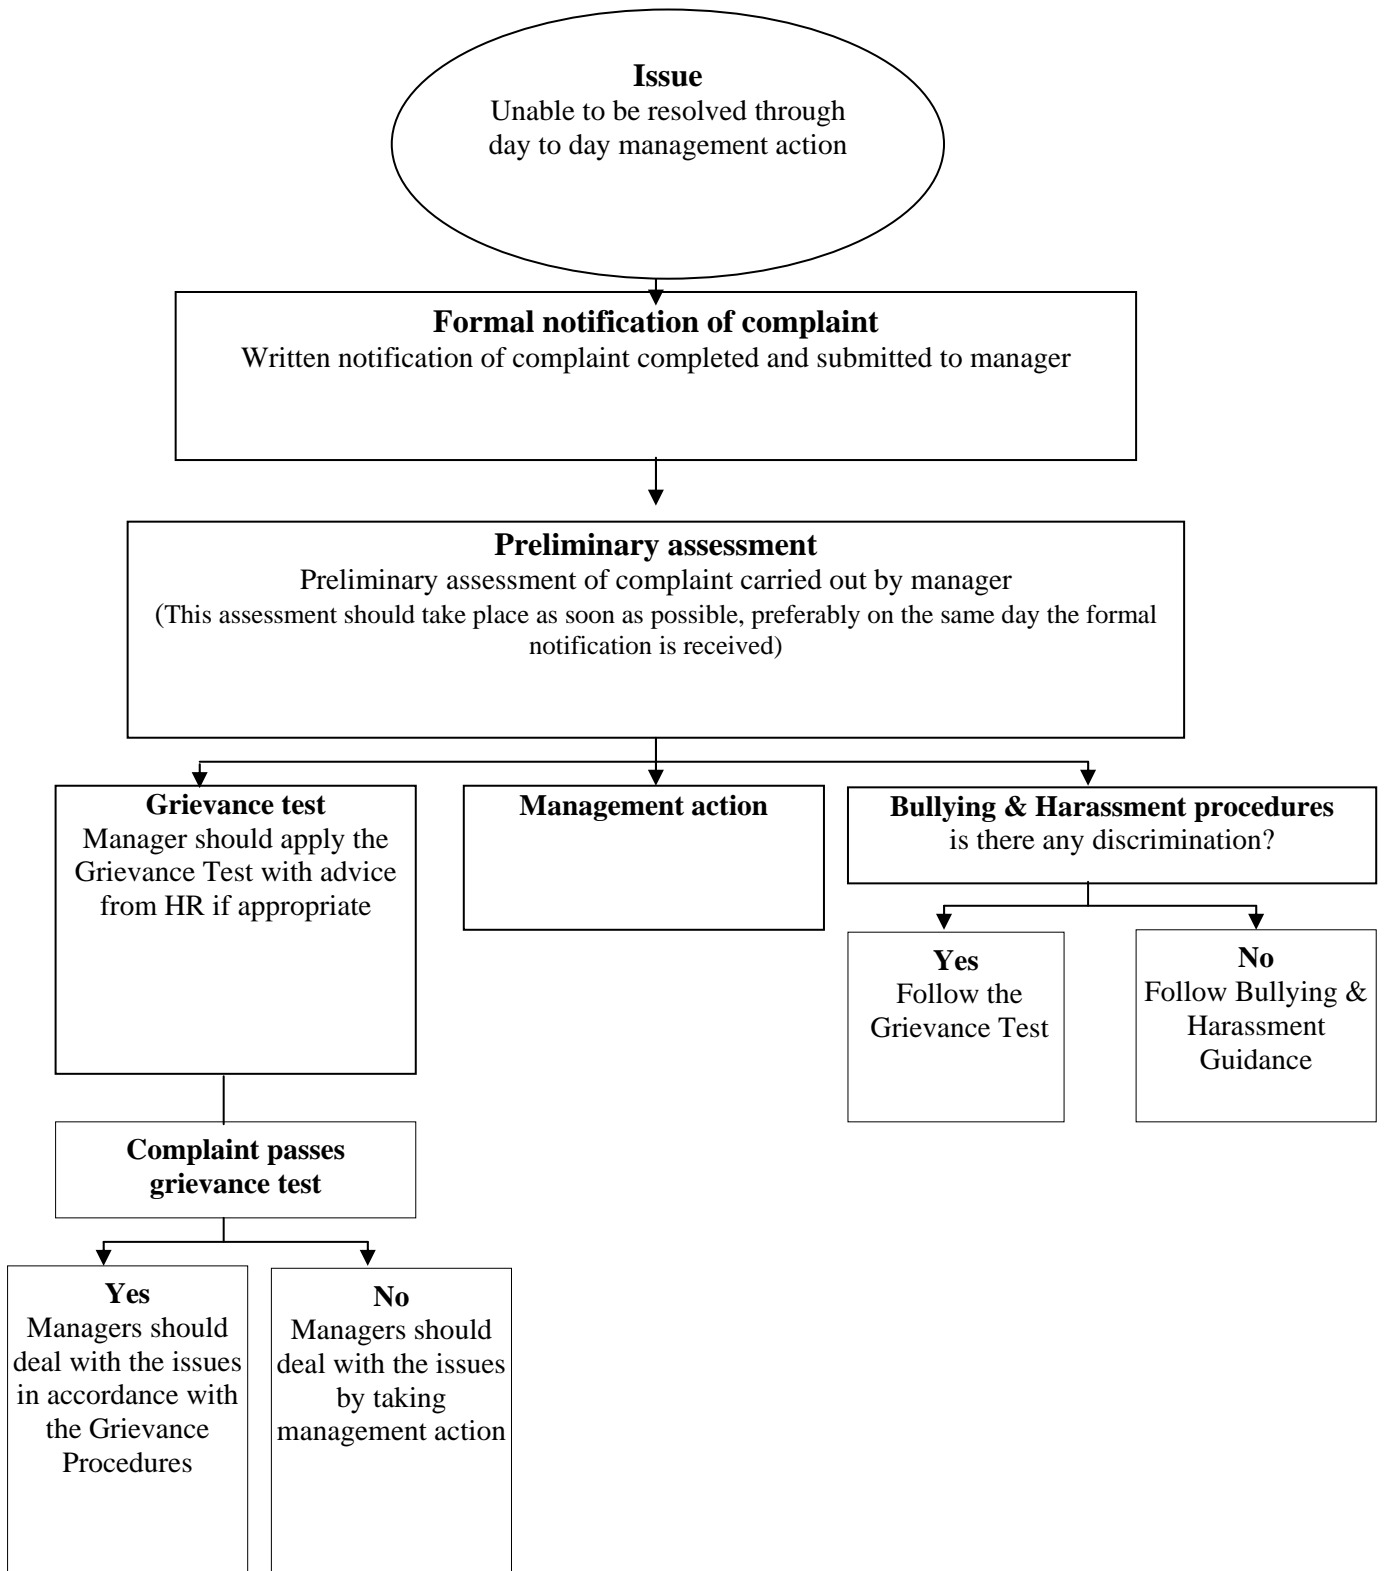 Issue
Unable to be resolved through
day to day management action
Formal notification of complaint
Written notification of complaint completed and submitted to manager
Preliminary assessment
Preliminary assessment of complaint carried out by manager
(This assessment should take place as soon as possible, preferably on the same day the formal
notification is received)
Grievance test
Manager should apply the
Grievance Test with advice
from HR if appropriate
Management action
Bullying & Harassment procedures
is there any discrimination?
Yes
Follow the
Grievance Test
No
Follow Bullying &
Harassment
Guidance
Complaint passes
grievance test
Yes
Managers should
deal with the issues
in accordance with
the Grievance
Procedures
No
Managers should
deal with the issues
by taking
management action